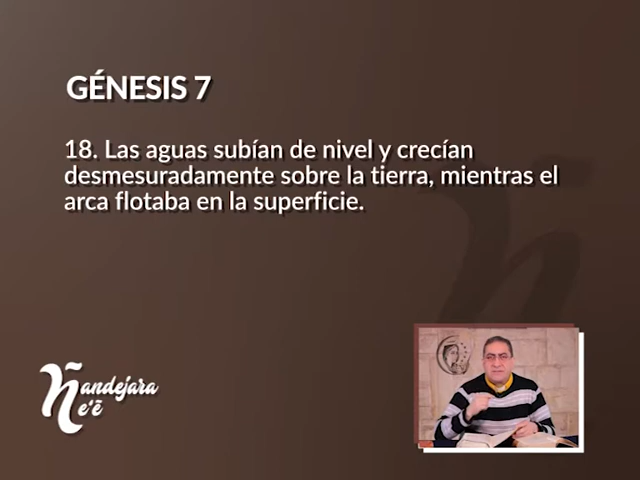 GÉNESIS 7
18. Las aguas subían de nivel y crecían
desmesuradamente sobre la tierra, mientras el
arca flotaba en la superficie.
Ñandejara
Ñe'ẽ